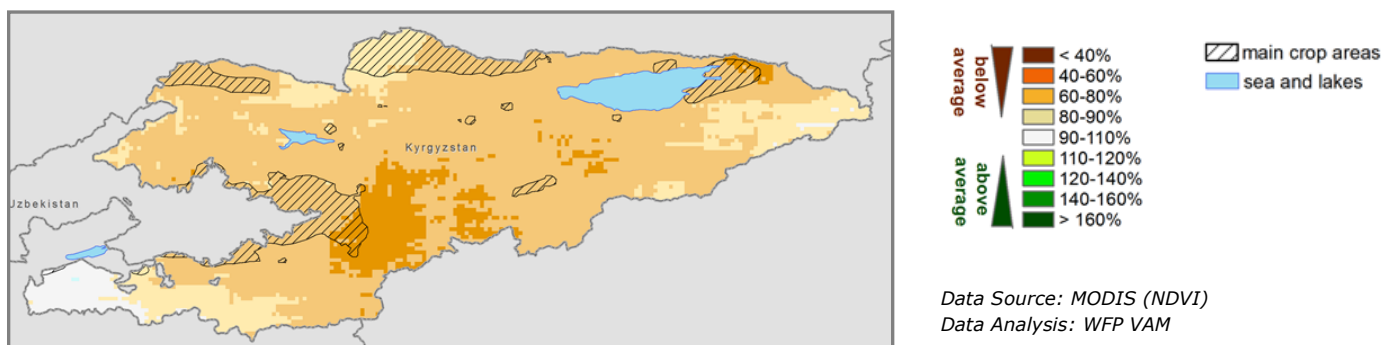 Kyrgyzstan
Uzbekistan
below
average
above
average
< 40%
40-60%
60-80%
80-90%
90-110%
110-120%
120-140%
140-160%
> 160%
main crop areas
sea and lakes
Data Source: MODIS (NDVI)
Data Analysis: WFP VAM